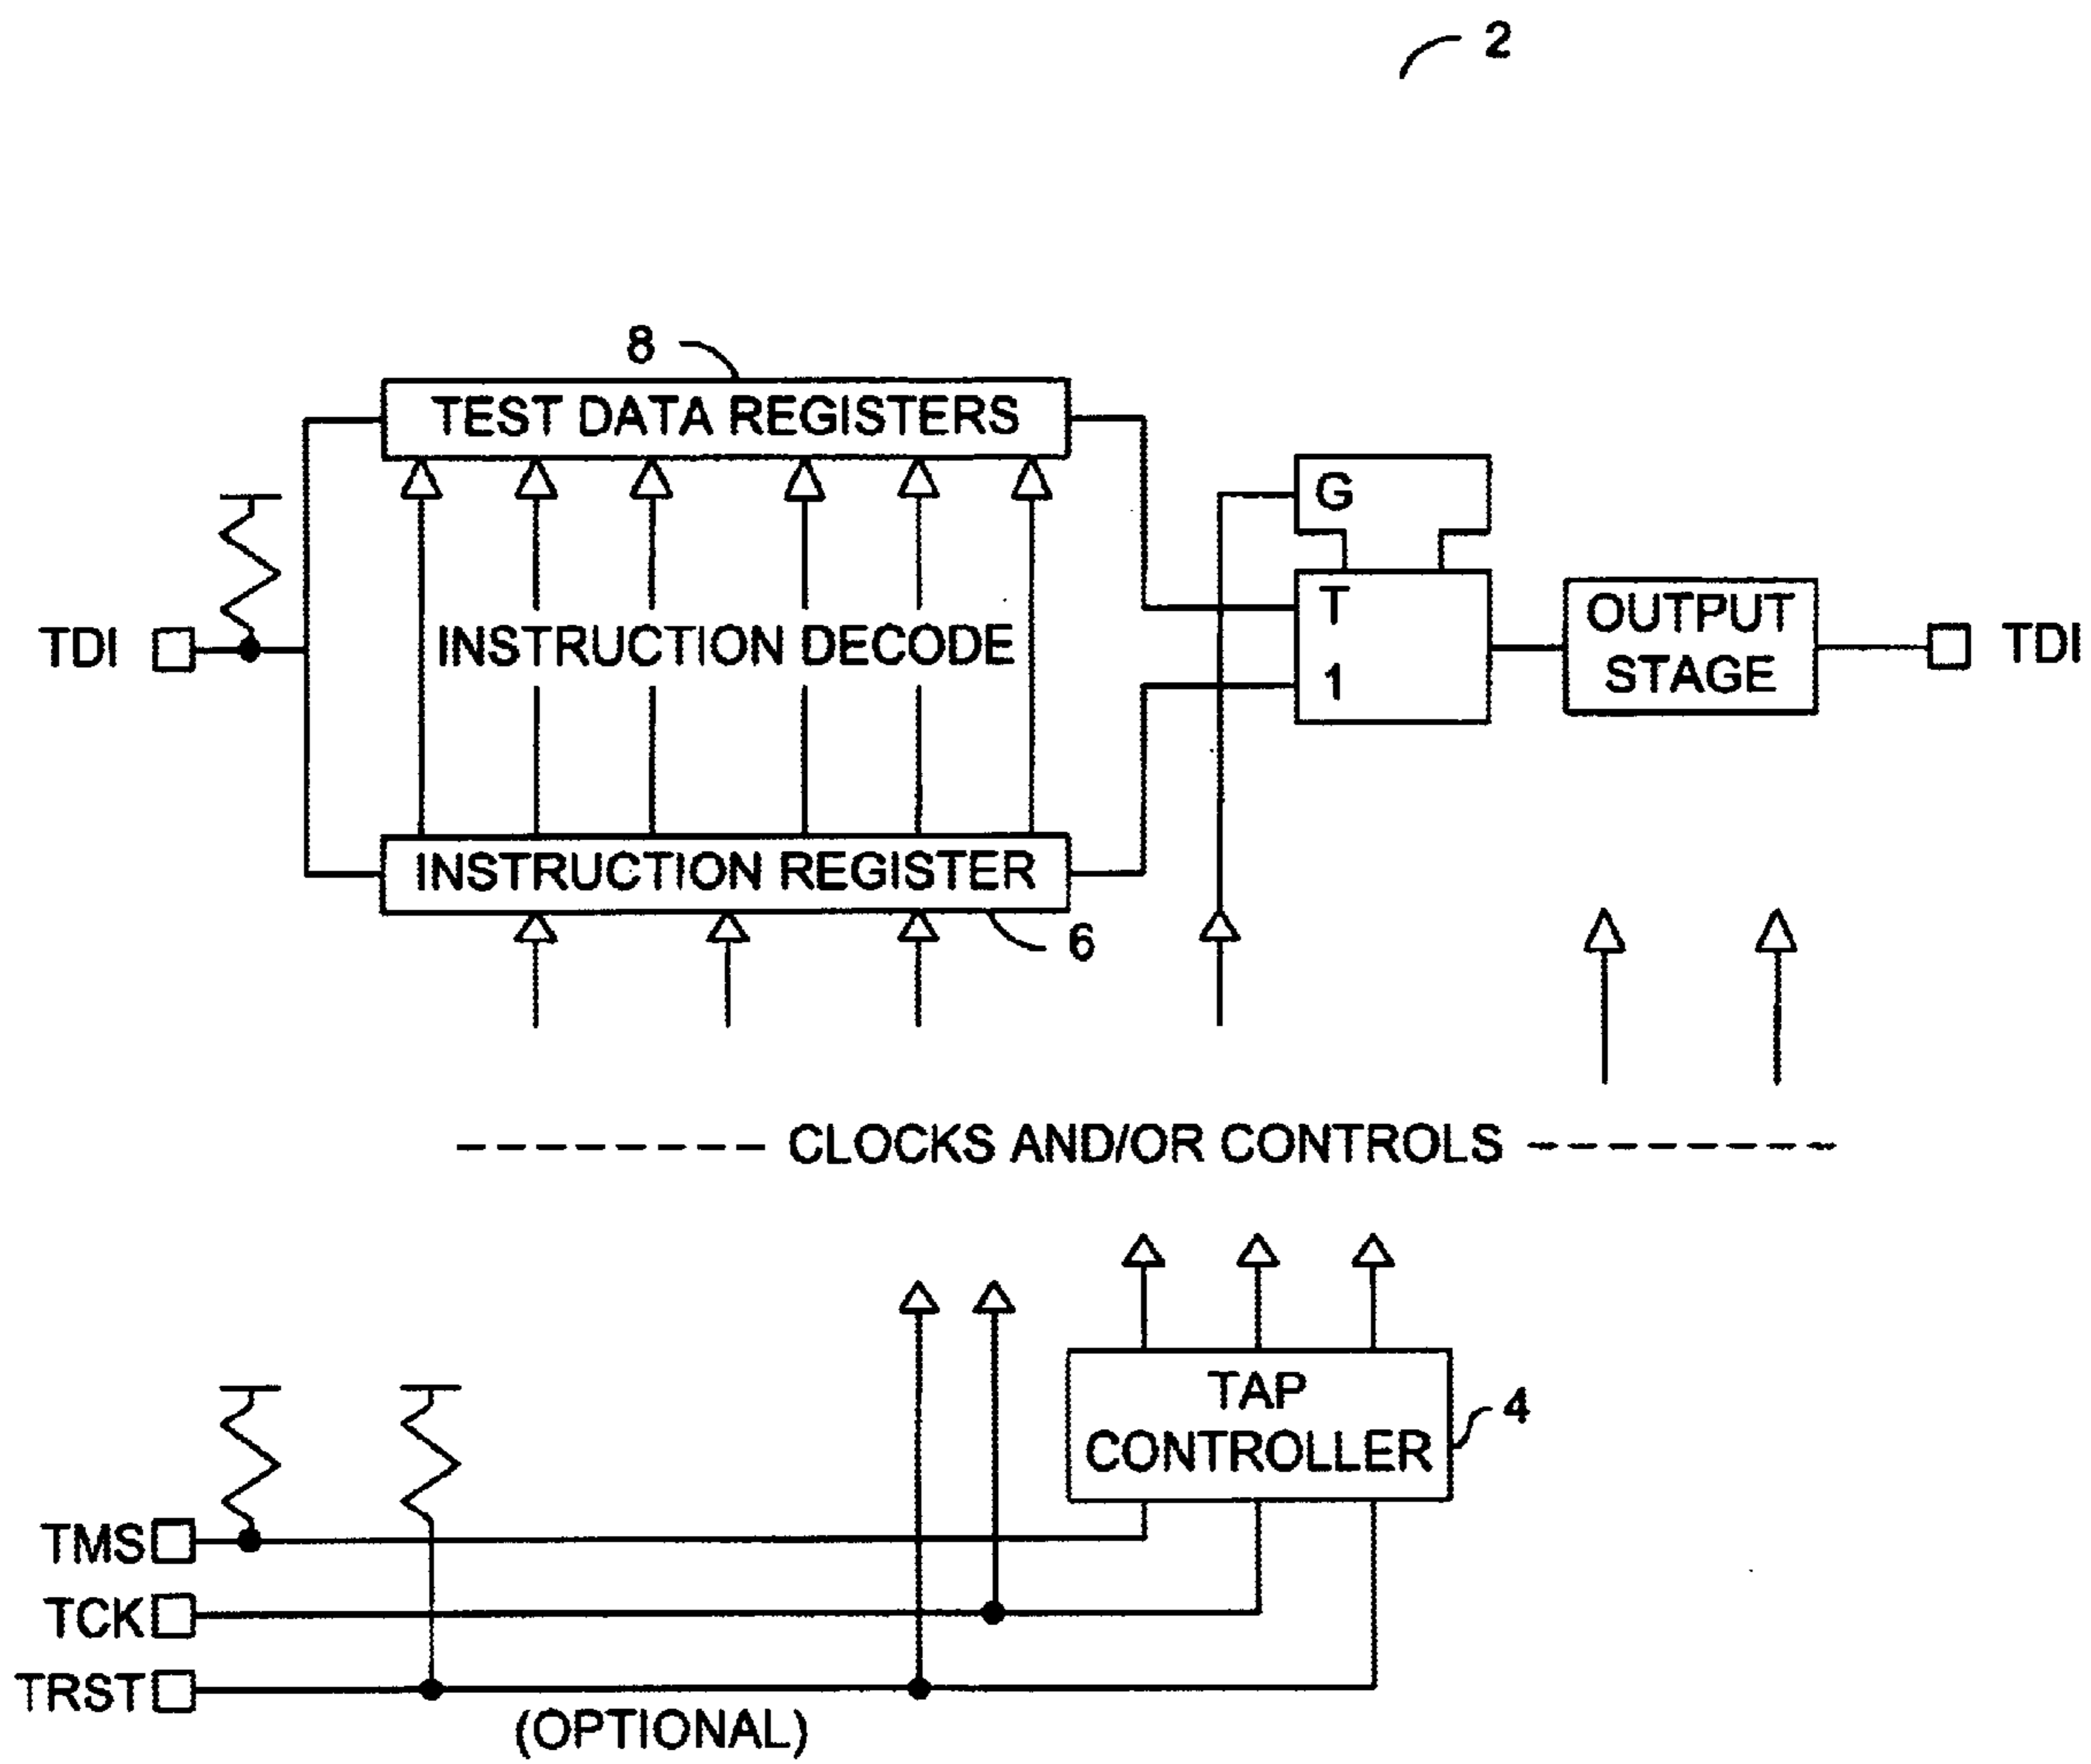 2
8
TEST DATA REGISTERS
G
TDI
INSTRUCTION DECODE
T
1
OUTPUT
STAGE
TDI
INSTRUCTION REGISTER
6
CLOCKS AND/OR CONTROLS
TAP
CONTROLLER
4
TMS
TCK
TRST
(OPTIONAL)